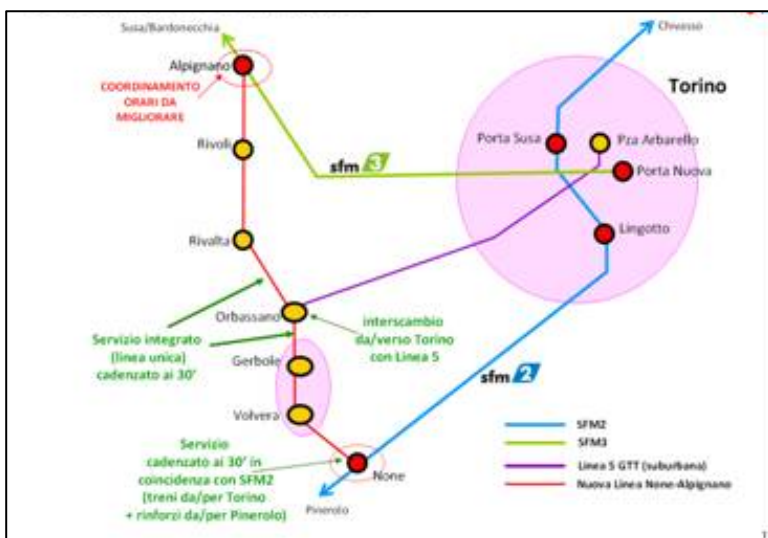 Susa/Bardonecchia
Chivasso
Alpignano
COORDINAMENTO
ORARI DA
MIGLIORARE
Torino
Porta Susa
Pza Arbarello
Rivoli
sfm 3
Porta Nuova
Rivalta
Lingotto
Orbassano
interscambio
da/verso Torino
con Linea 5
Servizio integrato
(linea unica)
cadenzato ai 30'
Gerbole
sfm 2
Volvera
SFM2
SFM3
Linea 5 GTT (suburbana)
Nuova Linea None-Alpignano
Servizio
cadenzato ai 30' in
coincidenza con SFM2
(treni da/per Torino
+ rinforzi da/per Pinerolo)
None
Pinerolo